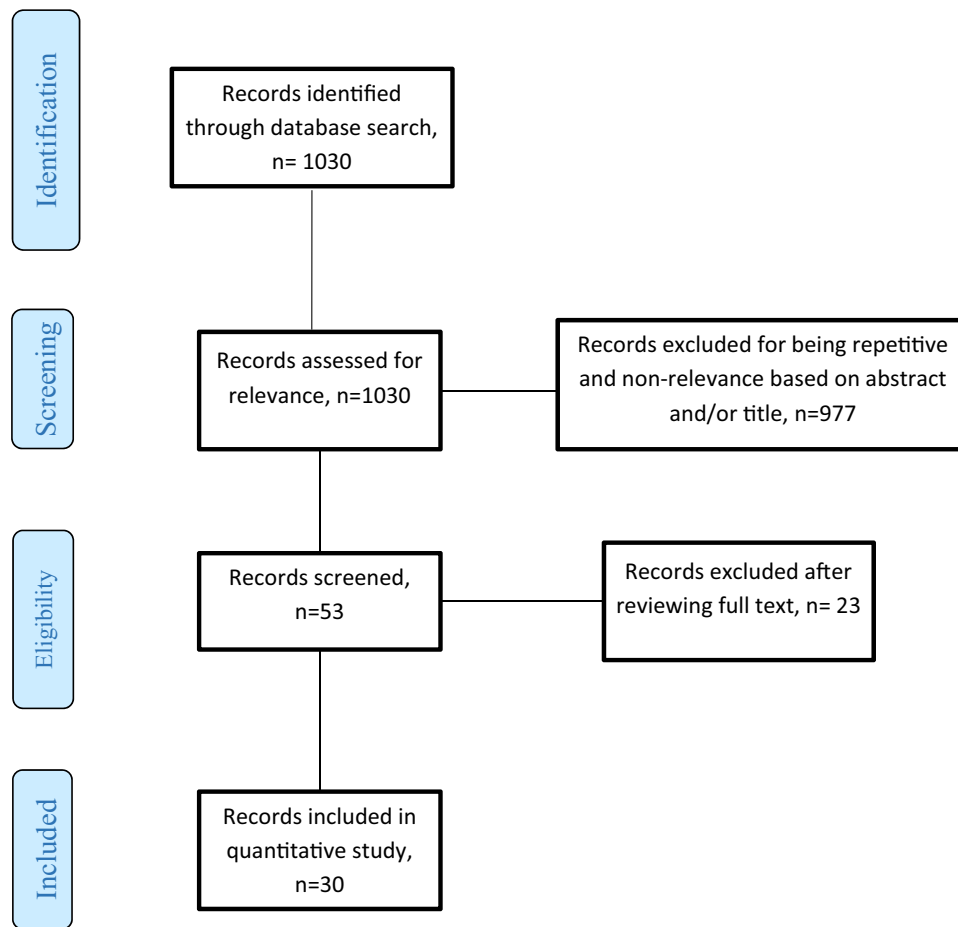 Identification
Records identified
through database search,
n= 1030
Screening
Records assessed for
relevance, n=1030
Records excluded for being repetitive
and non-relevance based on abstract
and/or title, n=977
Eligibility
Records screened,
n=53
Records excluded after
reviewing full text, n= 23
Included
Records included in
quantitative study,
n=30